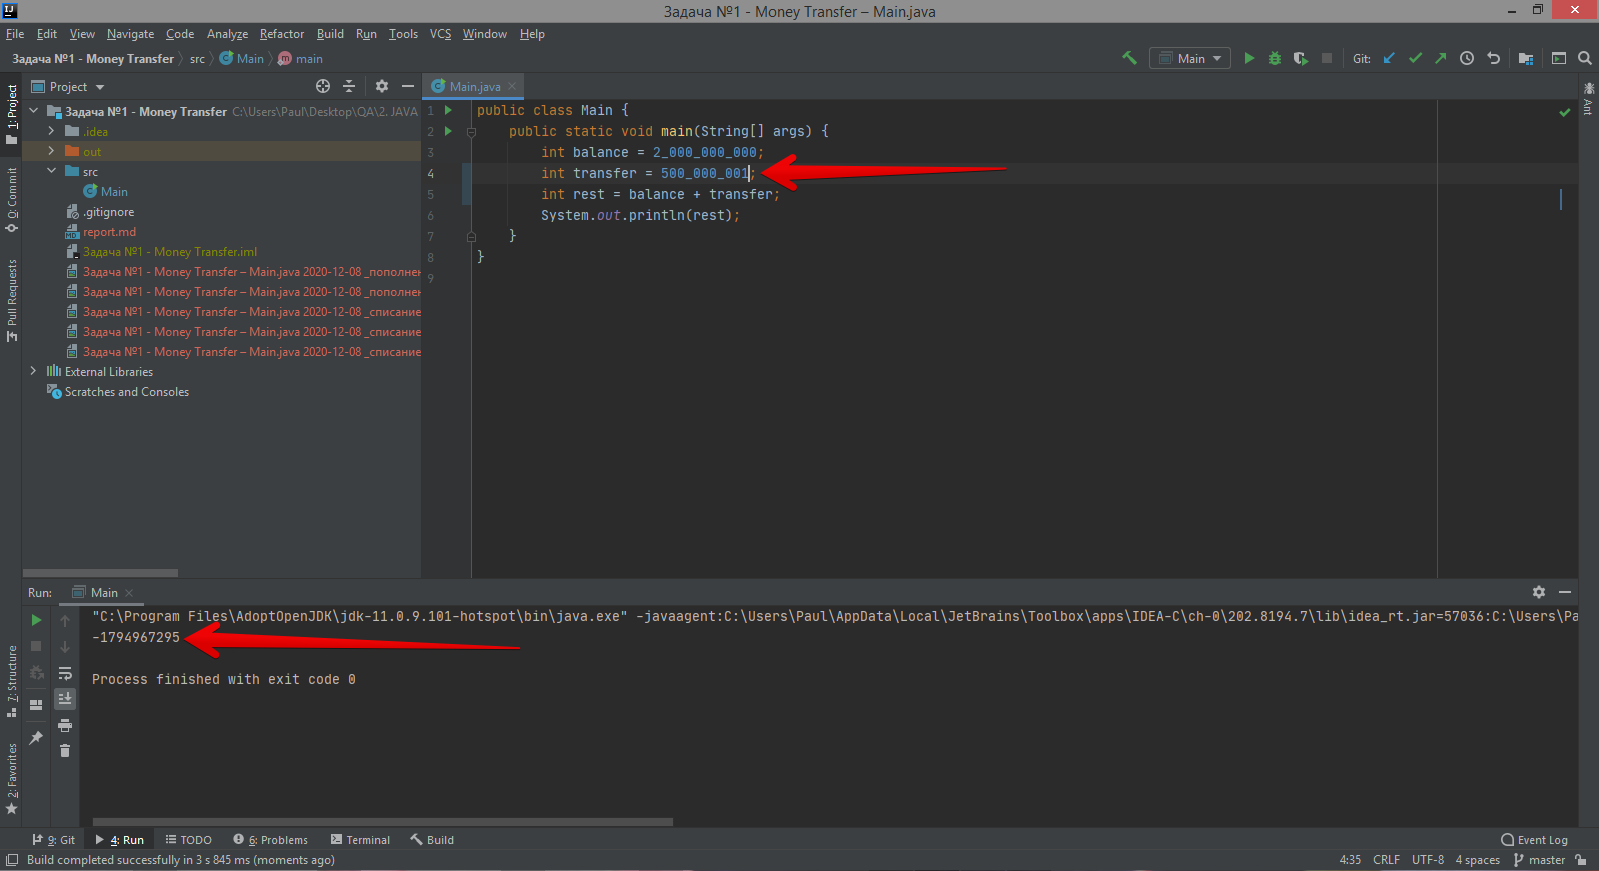 Задача №1 - Money Transfer – Main.java
File Edit View Navigate Code Analyze Refactor Build Run Tools VCS Window Help
Задача №1 - Money Transfer src Main main
Main Git:
1: Project
0: Commit
Pull Requests
7: Structure
2: Favorites
Project
Задача №1 - Money Transfer C:\Users\Paul\Desktop\QA\2. JAVA
.idea
out
src
Main
.gitignore
report.md
Задача №1 - Money Transfer.iml
Задача №1 - Money Transfer – Main.java 2020-12-08 _пополнен
Задача №1 - Money Transfer – Main.java 2020-12-08 _пополнен
Задача №1 - Money Transfer – Main.java 2020-12-08 _списание
Задача №1 - Money Transfer – Main.java 2020-12-08 _списание
Задача №1 - Money Transfer – Main.java 2020-12-08 _списание
External Libraries
Scratches and Consoles
Main.java
1 public class Main {
2 public static void main(String[] args) {
3 int balance = 2_000_000_000;
4 int transfer = 500_000_001;
5 int rest = balance + transfer;
6 System.out.println(rest);
7 }
8 }
9
Ant
Run: Main
"C:\Program Files\AdoptOpenJDK\jdk-11.0.9.101-hotspot\bin\java.exe" -javaagent:C:\Users\Paul\AppData\Local\JetBrains\Toolbox\apps\IDEA-C\ch-0\202.8194.7\lib\idea_rt.jar=57036:C:\Users\Pa
-1794967295
Process finished with exit code 0
9: Git 4: Run TODO 6: Problems Terminal Build Event Log
Build completed successfully in 3 s 845 ms (moments ago) 4:35 CRLF UTF-8 4 spaces master